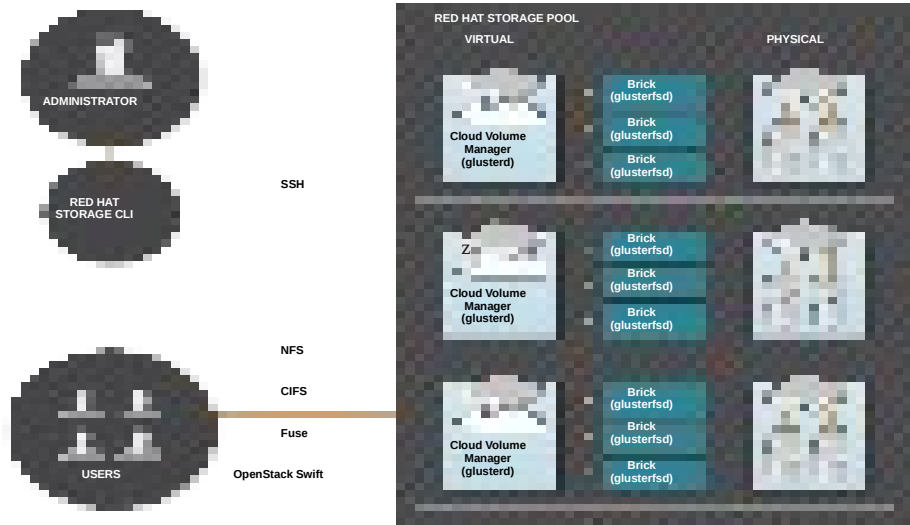 RED HAT STORAGE POOL
VIRTUAL
PHYSICAL
ADMINISTRATOR
RED HAT
STORAGE CLI
SSH
Cloud Volume
Manager
(glusterd)
Brick
(glusterfsd)
Brick
(glusterfsd)
Brick
(glusterfsd)
Z
Cloud Volume
Manager
(glusterd)
Brick
(glusterfsd)
Brick
(glusterfsd)
Brick
(glusterfsd)
NFS
CIFS
Fuse
OpenStack Swift
USERS
Cloud Volume
Manager
(glusterd)
Brick
(glusterfsd)
Brick
(glusterfsd)
Brick
(glusterfsd)